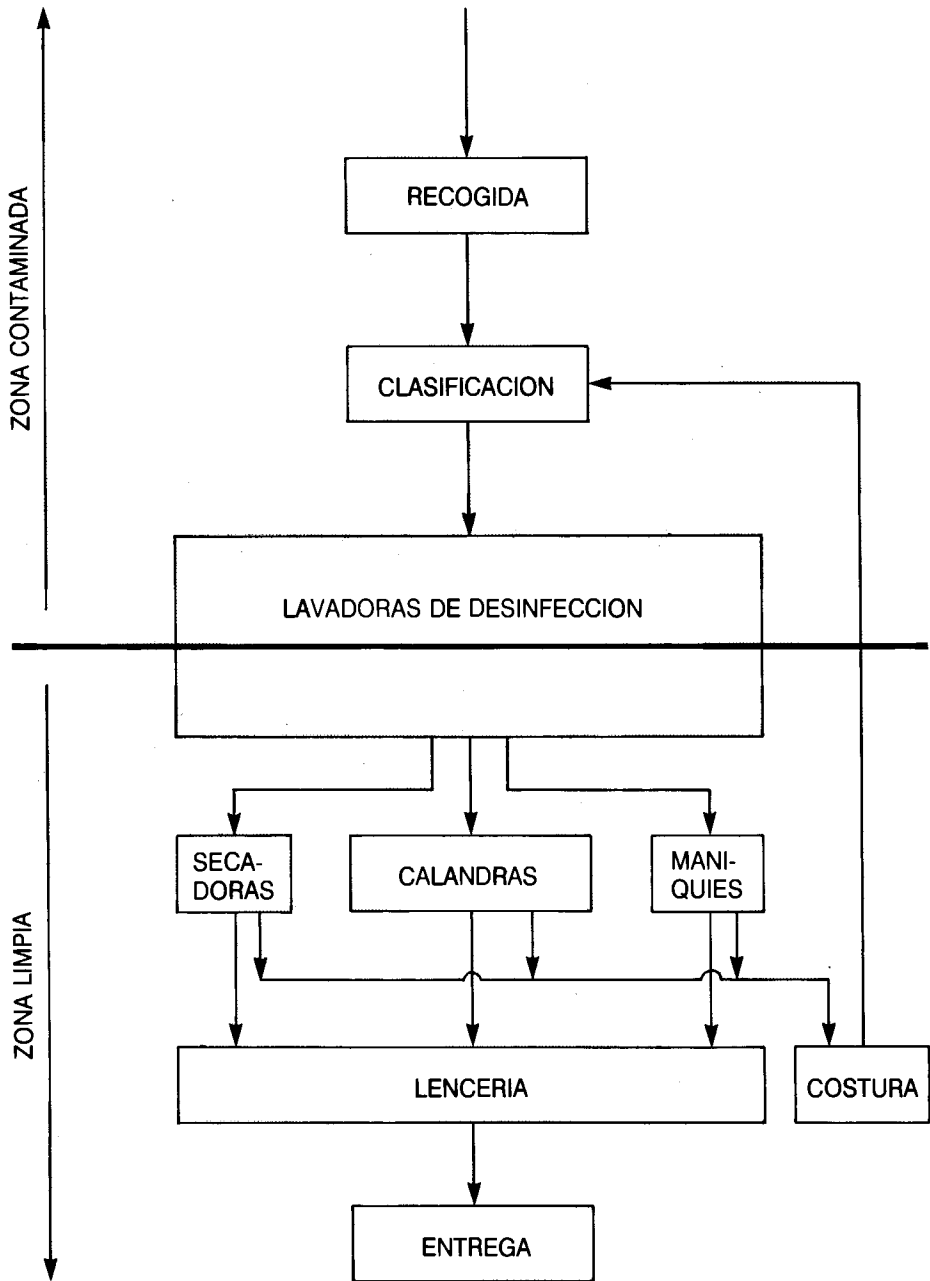 ZONA CONTAMINADA
RECOGIDA
CLASIFICACION
LAVADORAS DE DESINFECCION
ZONA LIMPIA
SECA-
DORAS
CALANDRAS
MANI-
QUIES
LENCERIA
COSTURA
ENTREGA